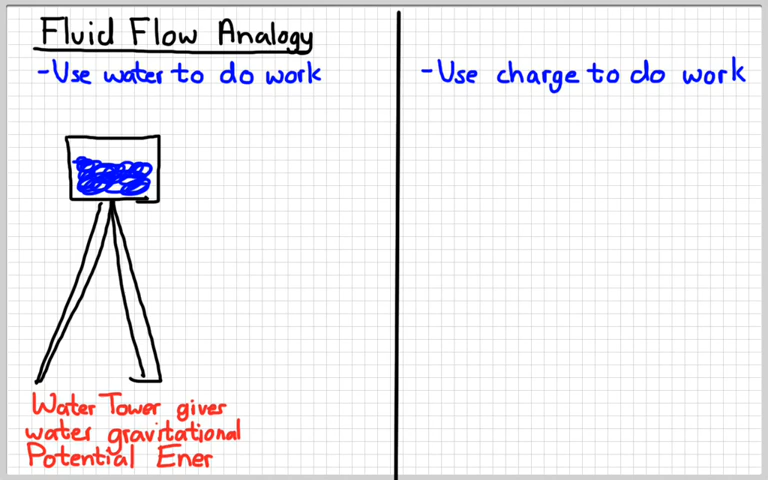 Fluid Flow Analogy
-Use water to do work
-Use charge to do work
Water Tower gives
water gravitational
Potential Ener